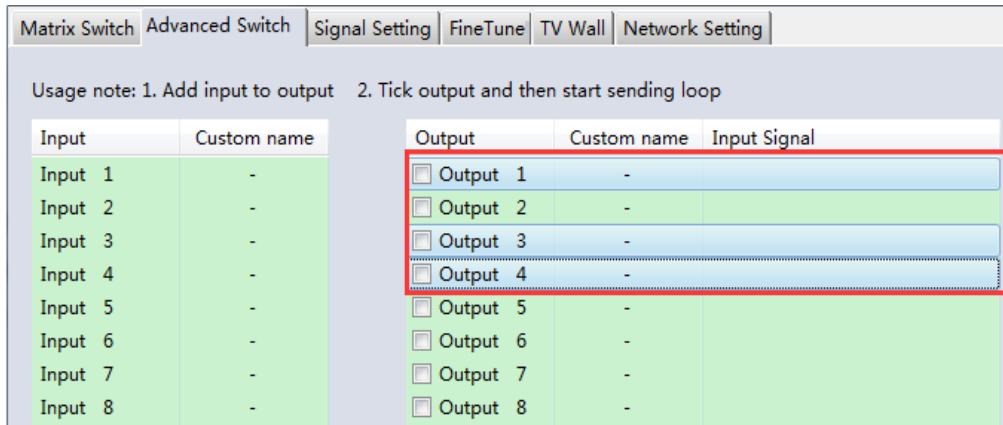 Matrix Switch Advanced Switch Signal Setting FineTune TV Wall Network Setting
Usage note: 1. Add input to output 2. Tick output and then start sending loop
Input Custom name Output Custom name Input Signal
Input 1 - Output 1 -
Input 2 - Output 2 -
Input 3 - Output 3 -
Input 4 - Output 4 -
Input 5 - Output 5 -
Input 6 - Output 6 -
Input 7 - Output 7 -
Input 8 - Output 8 -